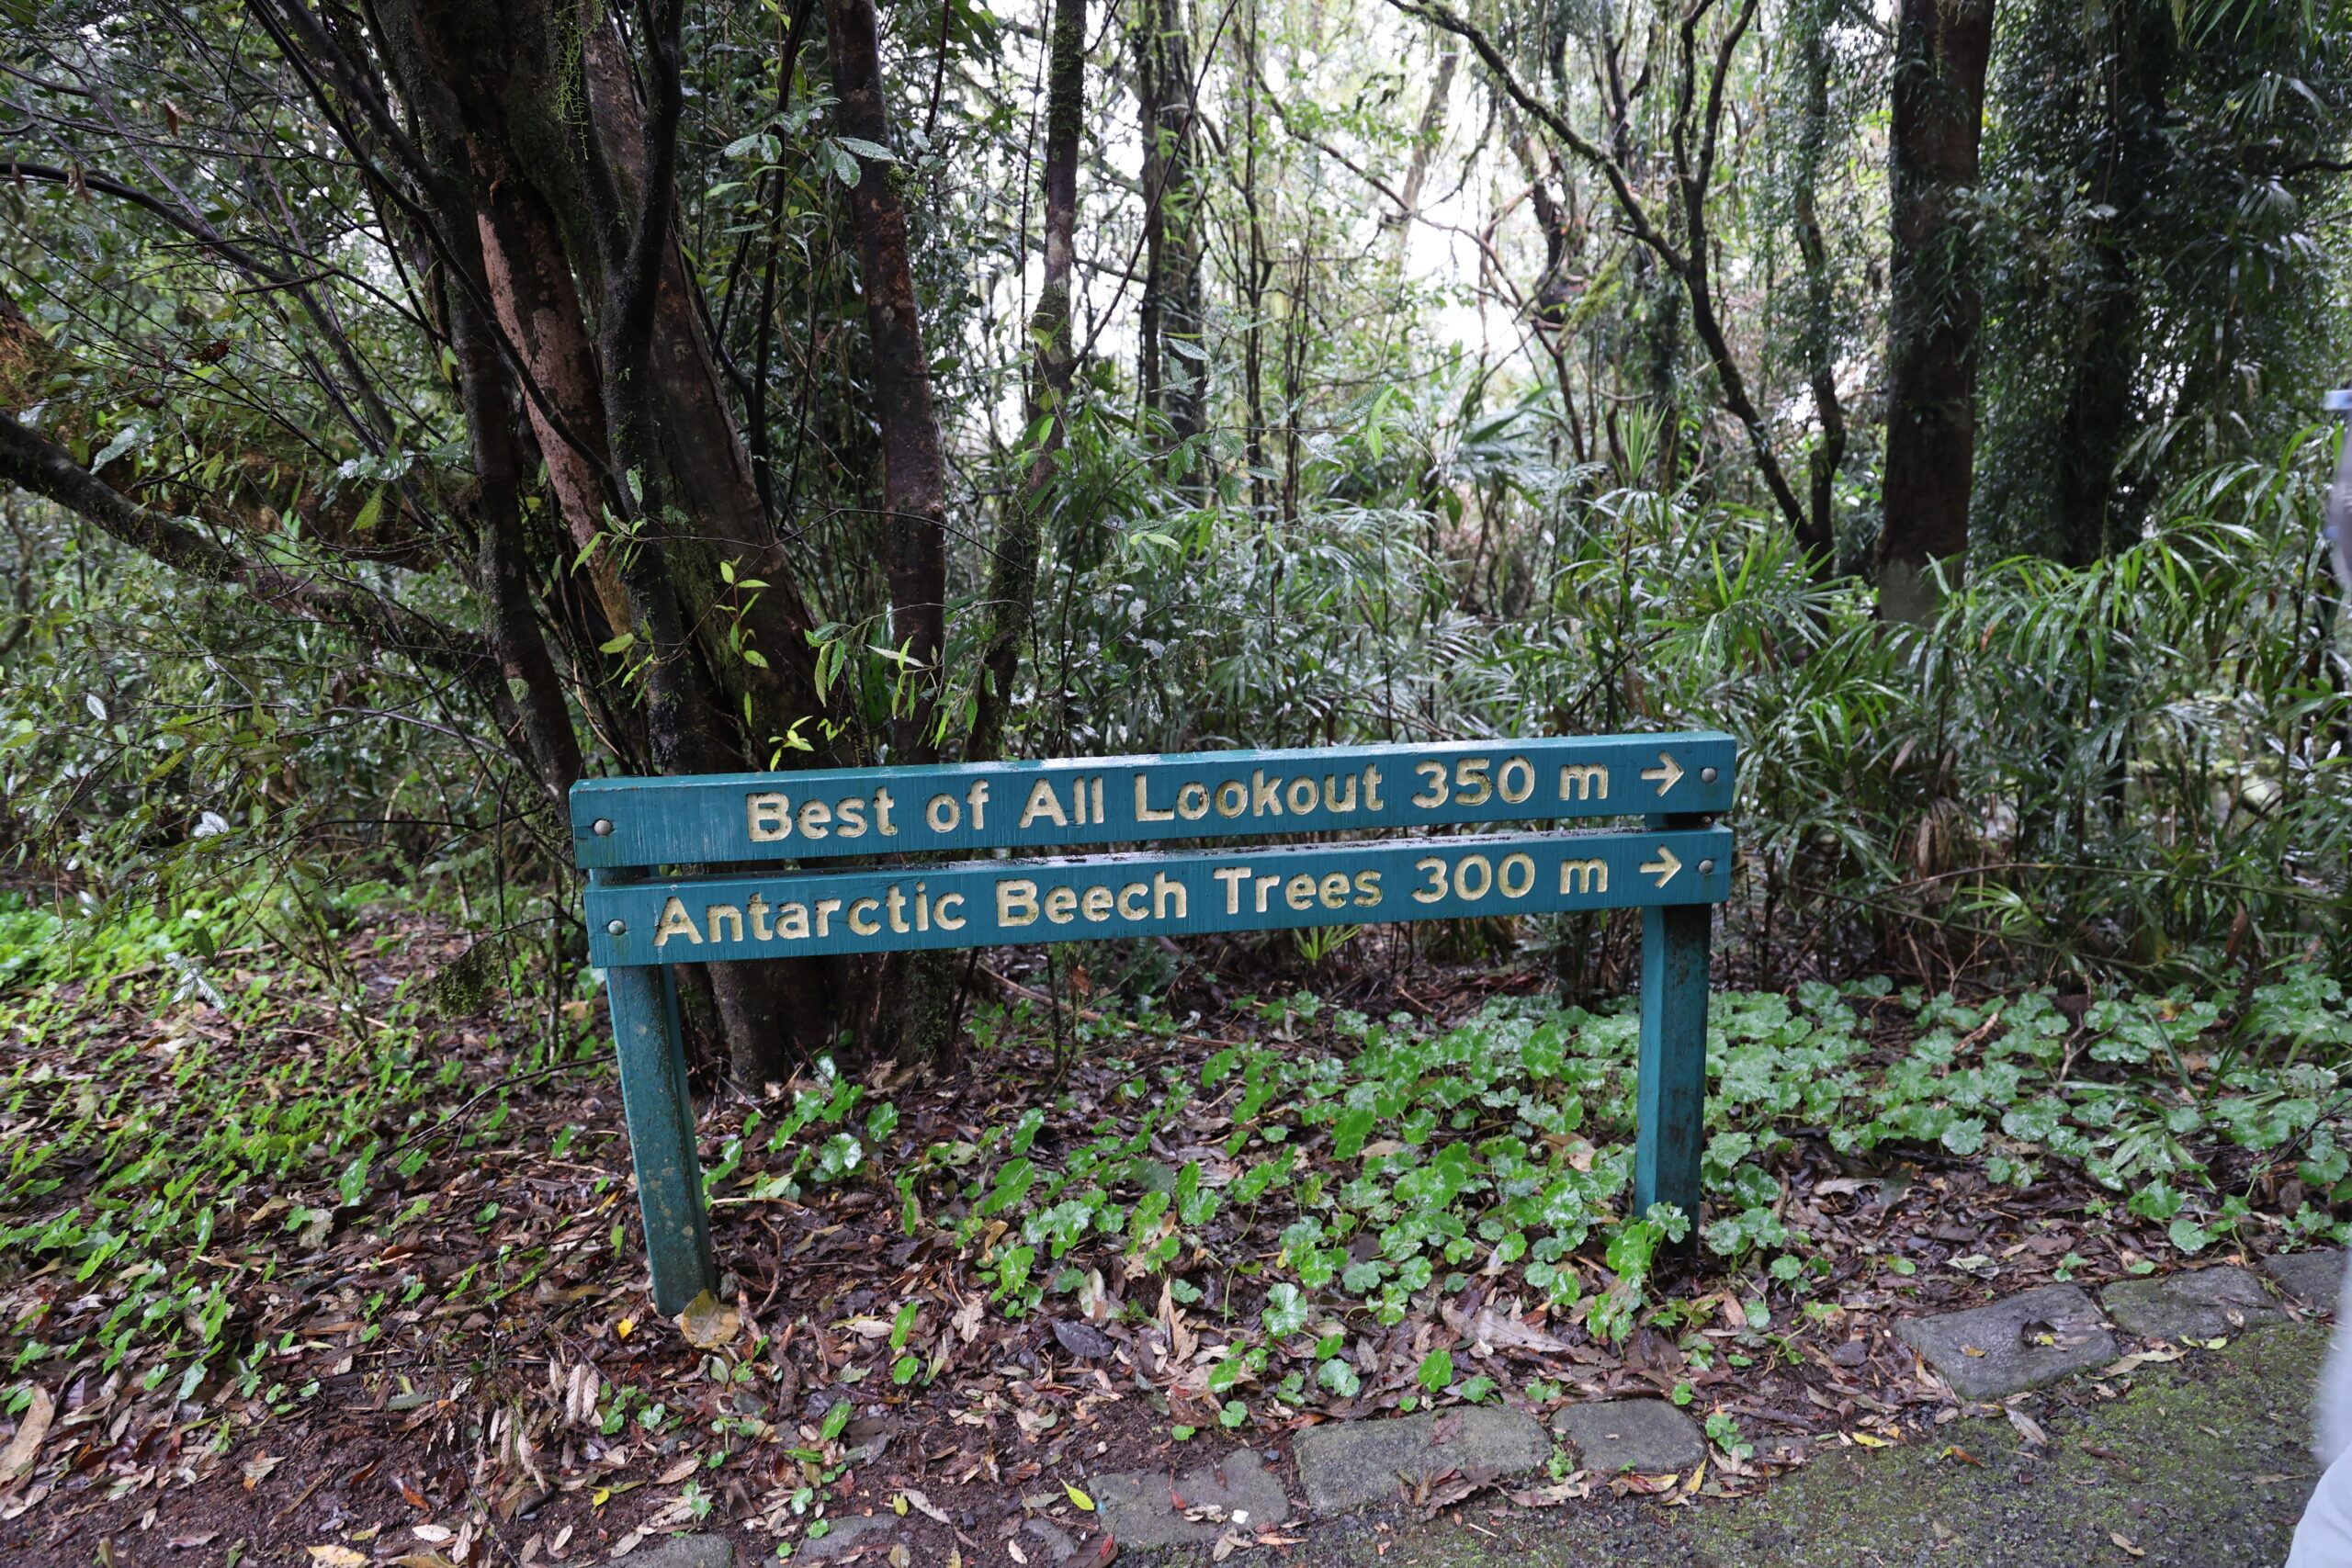 Best of All Lookout 350 m →
Antarctic Beech Trees 300 m →